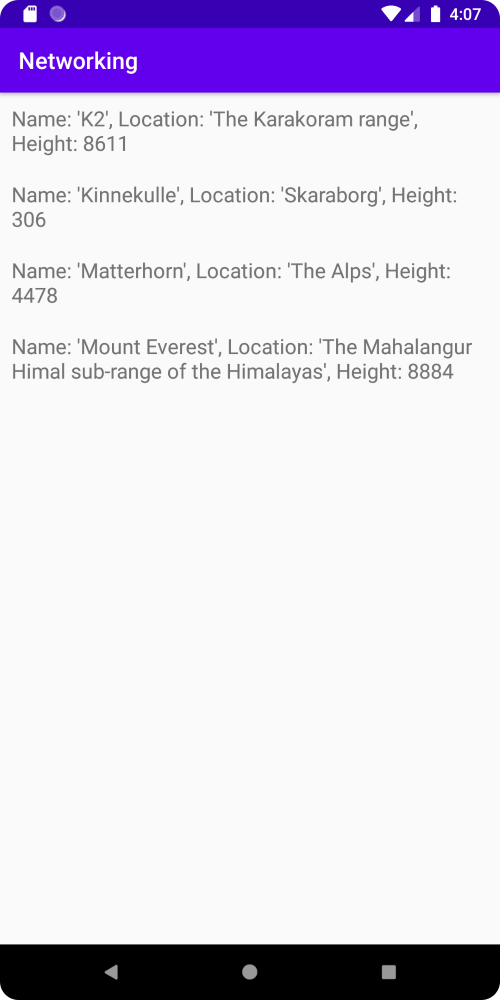 4:07
Networking
Name: 'K2', Location: 'The Karakoram range',
Height: 8611
Name: 'Kinnekulle', Location: 'Skaraborg', Height:
306
Name: 'Matterhorn', Location: 'The Alps', Height:
4478
Name: 'Mount Everest', Location: 'The Mahalangur
Himal sub-range of the Himalayas', Height: 8884